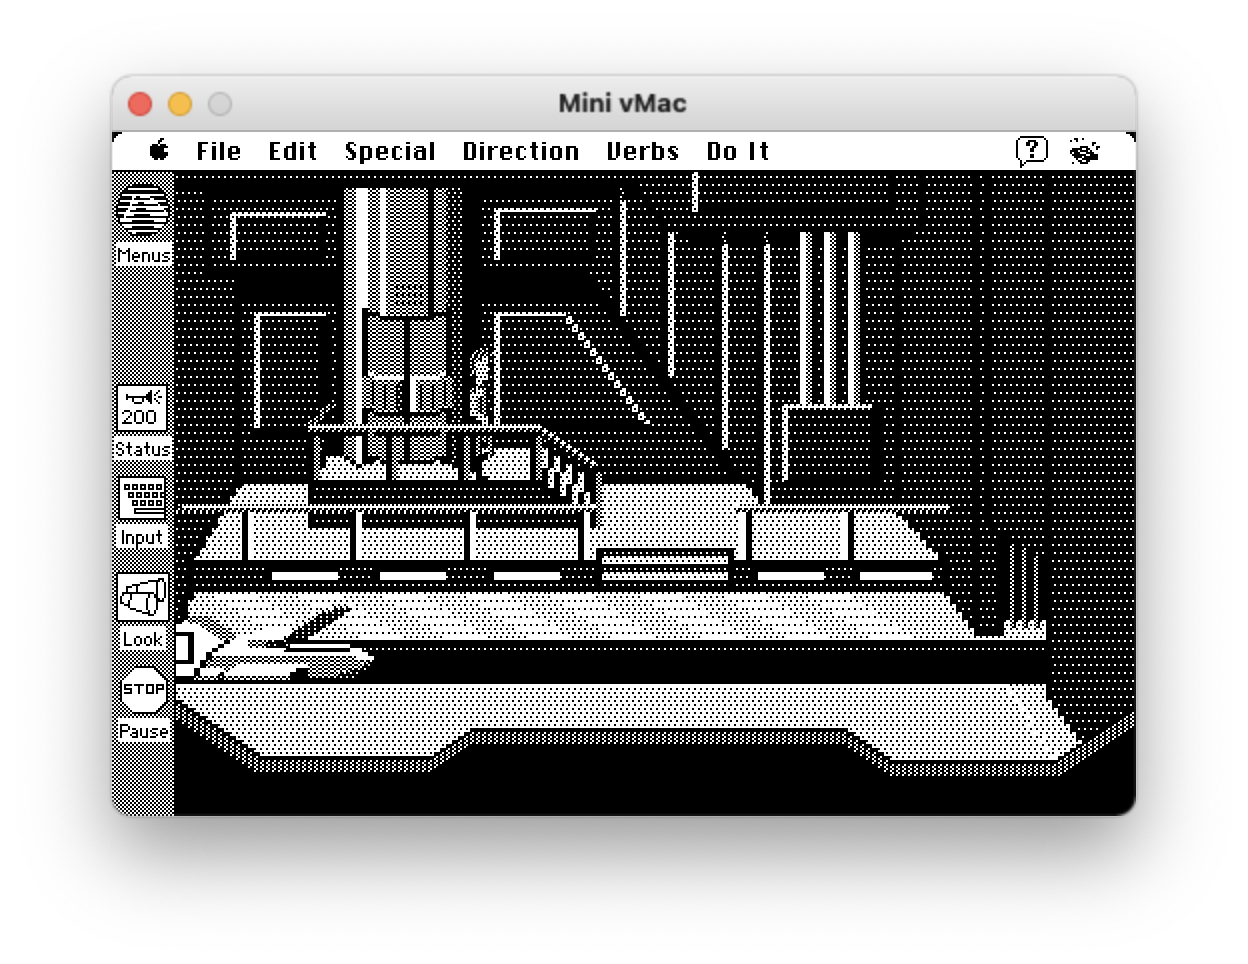 Mini vMac
File Edit Special Direction Verbs Do It
?
Menus
200
Status
Input
Look
STOP
Pause